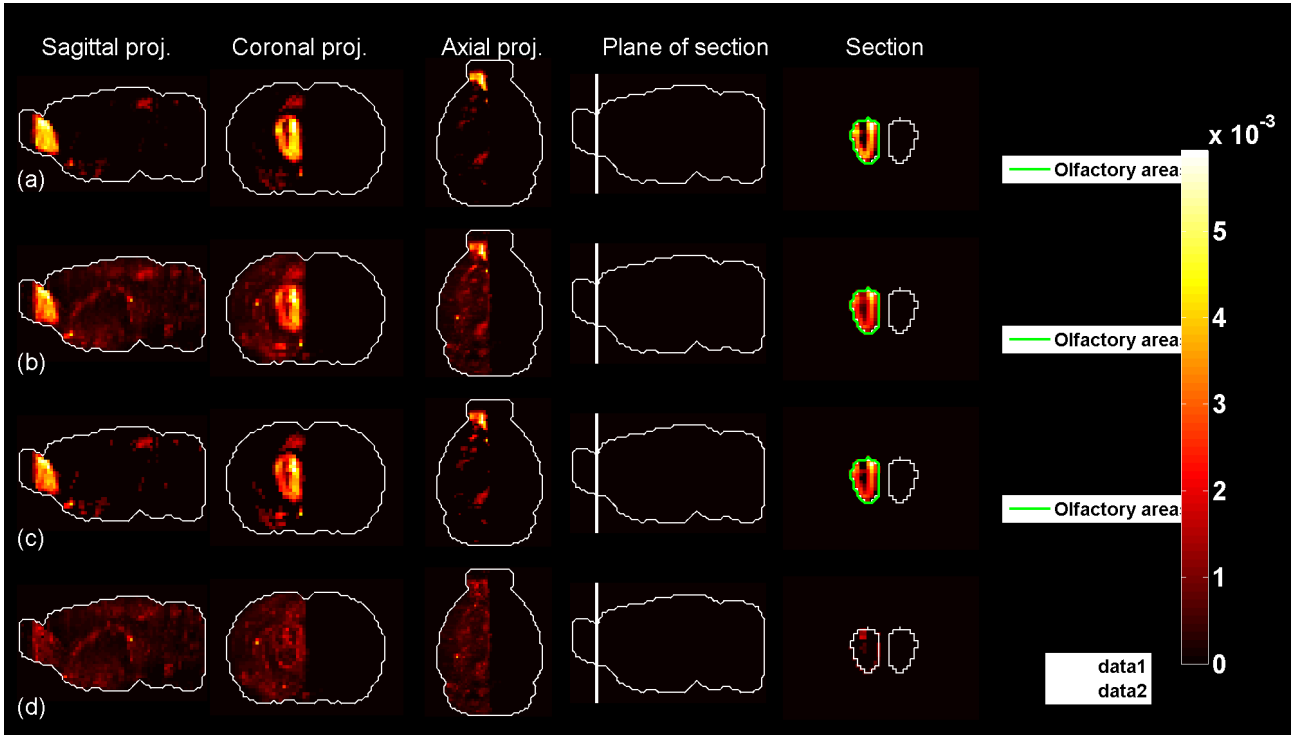 Sagittal proj. Coronal proj. Axial proj. Plane of section Section
x 10-3
(a)
Olfactory areas
5
(b)
Olfactory areas
4
3
(c)
Olfactory areas
2
1
(d)
data1
data2
0